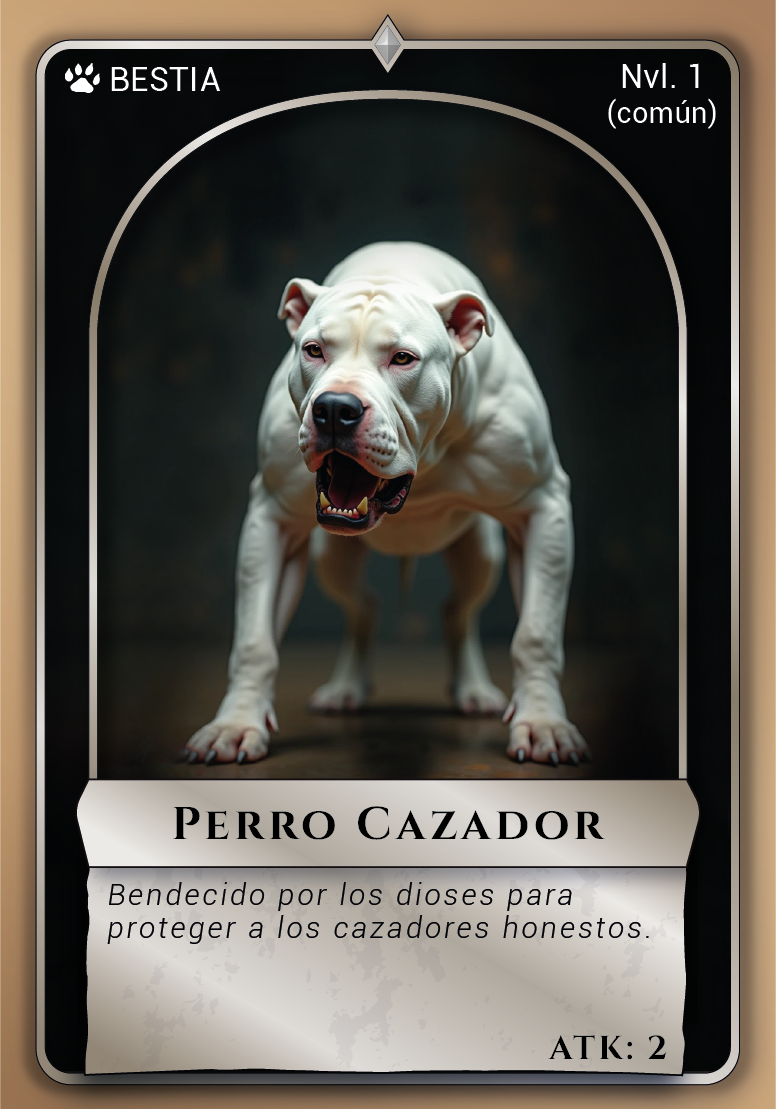 BESTIA
Nvl. 1
(común)
PERRO CAZADOR
Bendecido por los dioses para
proteger a los cazadores honestos.
ATK: 2